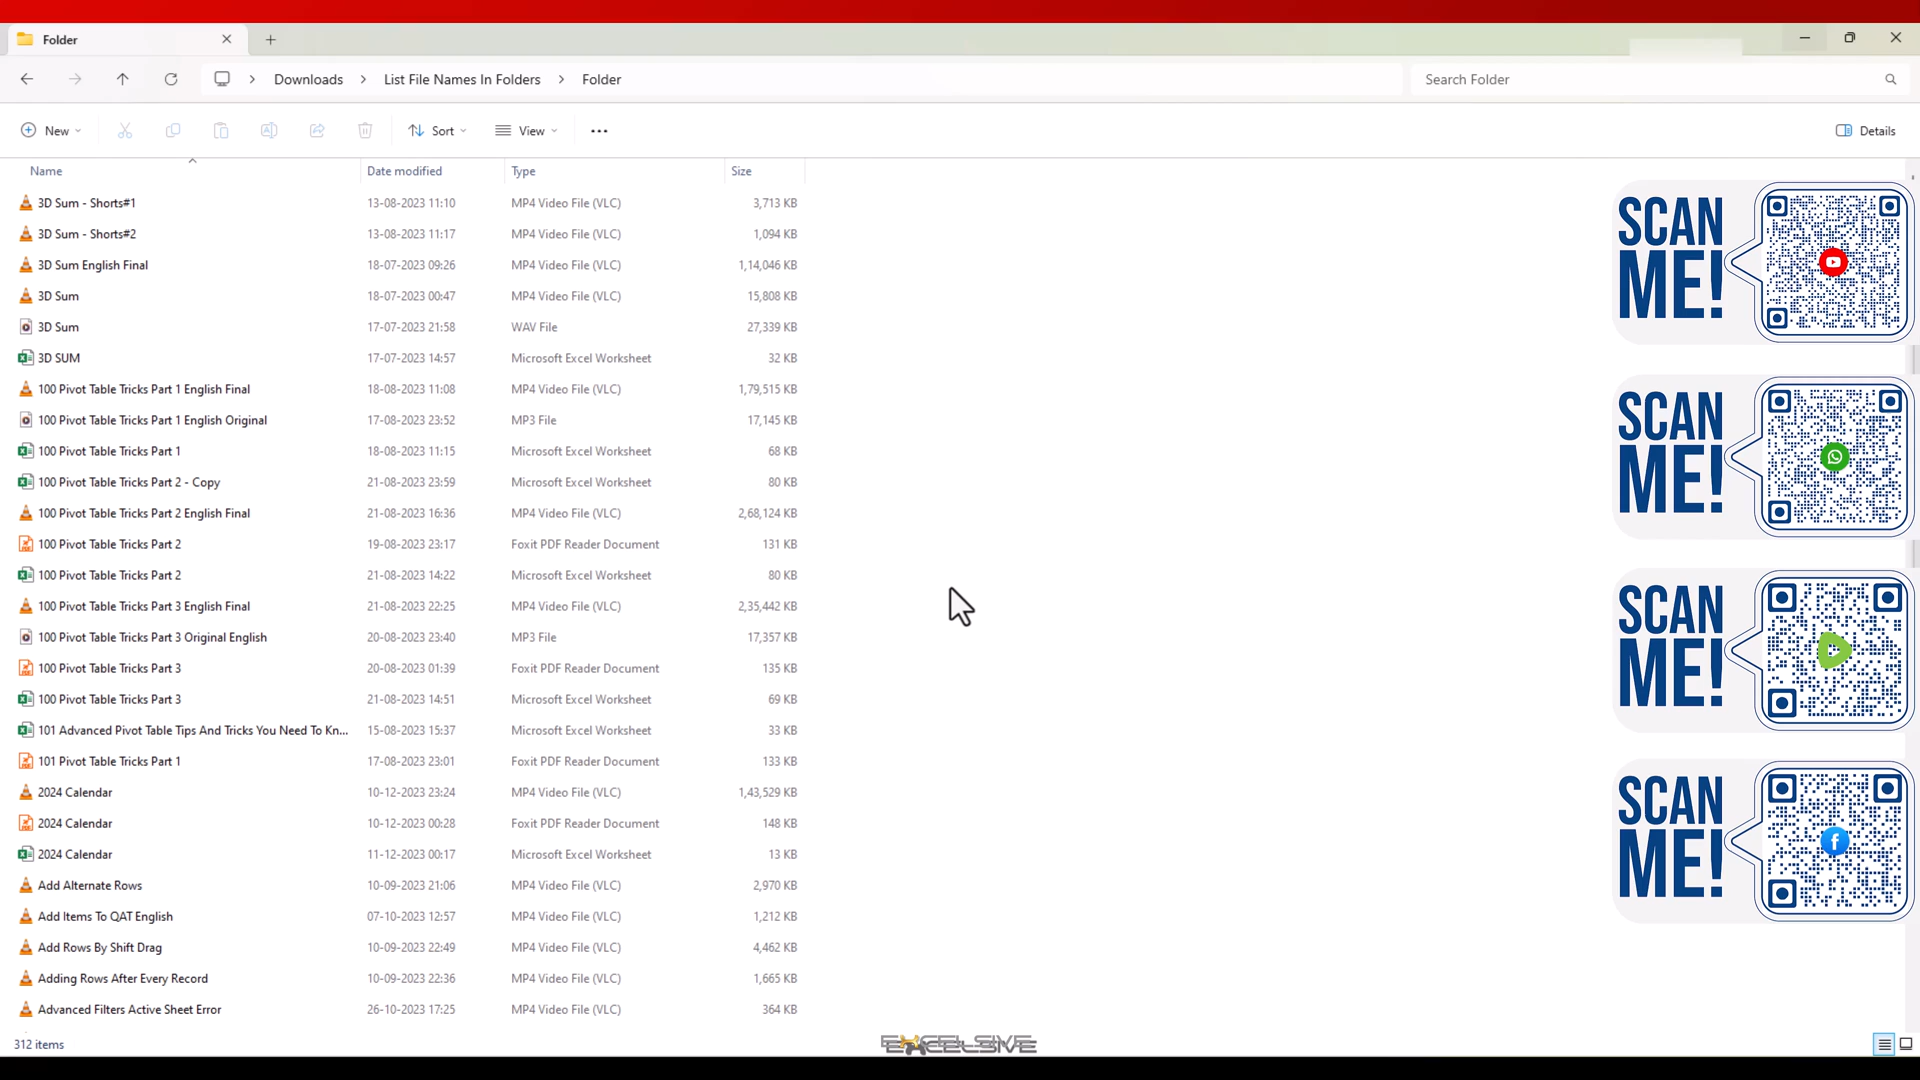 Folder
Downloads > List File Names In Folders > Folder
Search Folder
New
Sort
View
Details
Name Date modified Type Size
3D Sum - Shorts#1 13-08-2023 11:10 MP4 Video File (VLC) 3,713 KB
3D Sum - Shorts#2 13-08-2023 11:17 MP4 Video File (VLC) 1,094 KB
3D Sum English Final 18-07-2023 09:26 MP4 Video File (VLC) 1,14,046 KB
3D Sum 18-07-2023 00:47 MP4 Video File (VLC) 15,808 KB
3D Sum 17-07-2023 21:58 WAV File 27,339 KB
3D SUM 17-07-2023 14:57 Microsoft Excel Worksheet 32 KB
100 Pivot Table Tricks Part 1 English Final 18-08-2023 11:08 MP4 Video File (VLC) 1,79,515 KB
100 Pivot Table Tricks Part 1 English Original 17-08-2023 23:52 MP3 File 17,145 KB
100 Pivot Table Tricks Part 1 18-08-2023 11:15 Microsoft Excel Worksheet 68 KB
100 Pivot Table Tricks Part 2 - Copy 21-08-2023 23:59 Microsoft Excel Worksheet 80 KB
100 Pivot Table Tricks Part 2 English Final 21-08-2023 16:36 MP4 Video File (VLC) 2,68,124 KB
100 Pivot Table Tricks Part 2 19-08-2023 23:17 Foxit PDF Reader Document 131 KB
100 Pivot Table Tricks Part 2 21-08-2023 14:22 Microsoft Excel Worksheet 80 KB
100 Pivot Table Tricks Part 3 English Final 21-08-2023 22:25 MP4 Video File (VLC) 2,35,442 KB
100 Pivot Table Tricks Part 3 Original English 20-08-2023 23:40 MP3 File 17,357 KB
100 Pivot Table Tricks Part 3 20-08-2023 01:39 Foxit PDF Reader Document 135 KB
100 Pivot Table Tricks Part 3 21-08-2023 14:51 Microsoft Excel Worksheet 69 KB
101 Advanced Pivot Table Tips And Tricks You Need To Kn... 15-08-2023 15:37 Microsoft Excel Worksheet 33 KB
101 Pivot Table Tricks Part 1 17-08-2023 23:01 Foxit PDF Reader Document 133 KB
2024 Calendar 10-12-2023 23:24 MP4 Video File (VLC) 1,43,529 KB
2024 Calendar 10-12-2023 00:28 Foxit PDF Reader Document 148 KB
2024 Calendar 11-12-2023 00:17 Microsoft Excel Worksheet 13 KB
Add Alternate Rows 10-09-2023 21:06 MP4 Video File (VLC) 2,970 KB
Add Items To QAT English 07-10-2023 12:57 MP4 Video File (VLC) 1,212 KB
Add Rows By Shift Drag 10-09-2023 22:49 MP4 Video File (VLC) 4,462 KB
Adding Rows After Every Record 10-09-2023 22:36 MP4 Video File (VLC) 1,665 KB
Advanced Filters Active Sheet Error 26-10-2023 17:25 MP4 Video File (VLC) 364 KB
312 items
SCAN
ME!
SCAN
ME!
SCAN
ME!
SCAN
ME!
EXCELSIVE